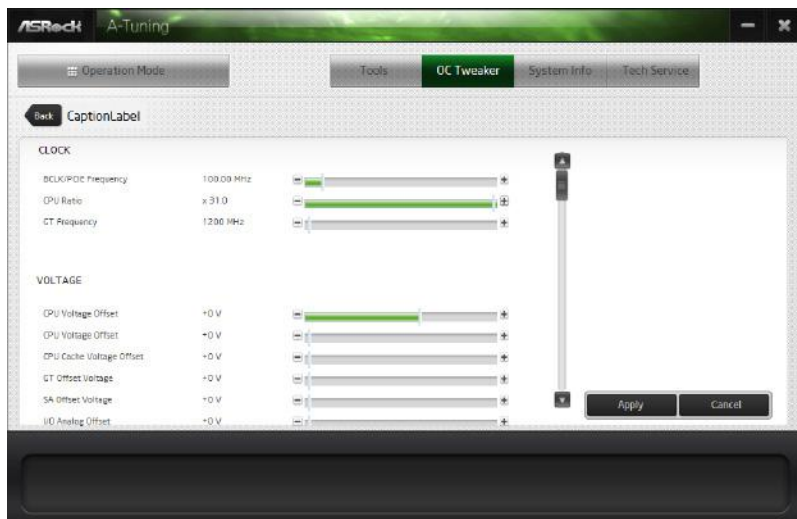 ASRock A-Tuning
Operation Mode Tools OC Tweaker System Info Tech Service
Back CaptionLabel
CLOCK
BCLK/PCIE Frequency 100.00 MHz
CPU Ratio x 31.0
GT Frequency 1200 MHz
VOLTAGE
CPU Voltage Offset +0 V
CPU Voltage Offset +0 V
CPU Cache Voltage Offset +0 V
GT Offset Voltage +0 V
SA Offset Voltage +0 V
I/O Analog Offset +0 V
Apply Cancel